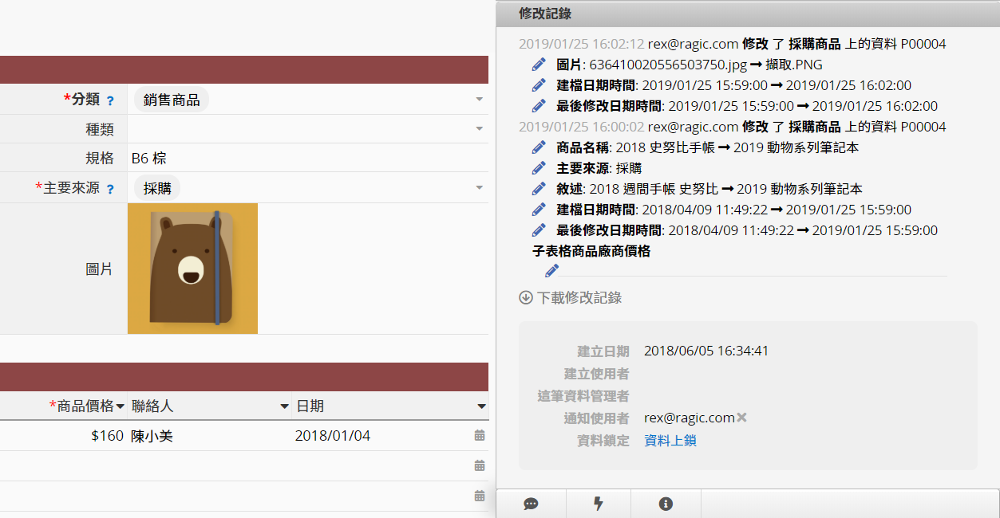 *分類 ?
銷售商品
種類
規格
B6 棕
*主要來源 ?
採購
圖片
*商品價格 聯絡人 日期
$160 陳小美 2018/01/04
修改記錄
2019/01/25 16:02:12 rex@ragic.com 修改 了 採購商品 上的資料 P00004
圖片: 636410020556503750.jpg ➞ 擷取.PNG
建檔日期時間: 2019/01/25 15:59:00 ➞ 2019/01/25 16:02:00
最後修改日期時間: 2019/01/25 15:59:00 ➞ 2019/01/25 16:02:00
2019/01/25 16:00:02 rex@ragic.com 修改 了 採購商品 上的資料 P00004
商品名稱: 2018 史努比手帳 ➞ 2019 動物系列筆記本
主要來源: 採購
敘述: 2018 週間手帳 史努比 ➞ 2019 動物系列筆記本
建檔日期時間: 2018/04/09 11:49:22 ➞ 2019/01/25 15:59:00
最後修改日期時間: 2018/04/09 11:49:22 ➞ 2019/01/25 15:59:00
子表格商品廠商價格
下載修改記錄
建立日期 2018/06/05 16:34:41
建立使用者
這筆資料管理者
通知使用者 rex@ragic.com
資料鎖定 資料上鎖